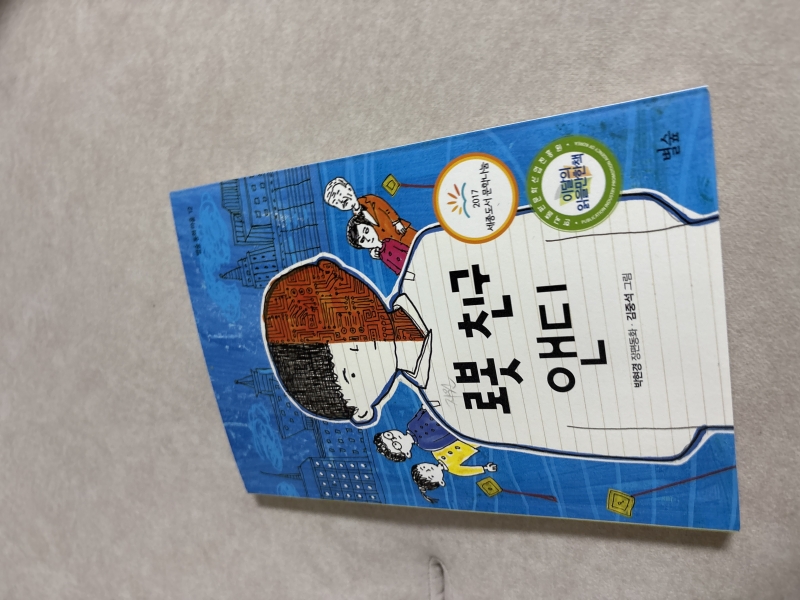 2017
세종도서 문학나눔
이달의
읽을만한책
로봇 친구
앤디
박현경 장편동화 · 김중석 그림
별숲